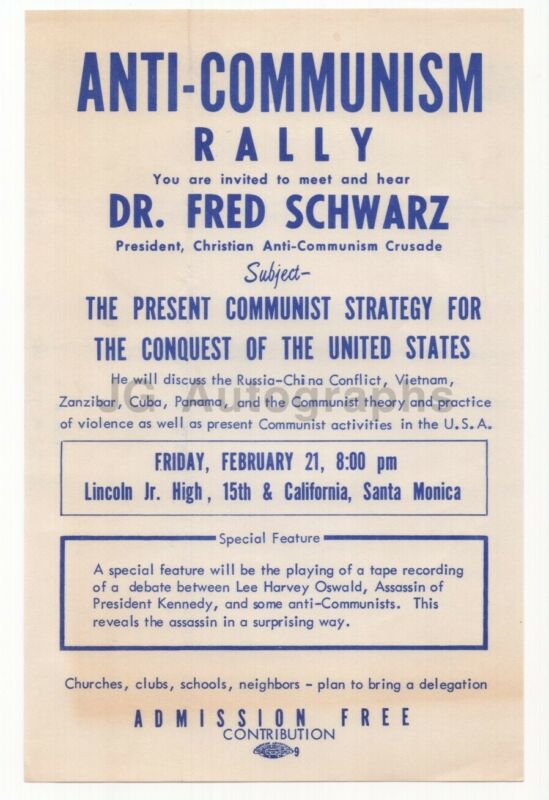 ANTI-COMMUNISM
RALLY
You are invited to meet and hear
DR. FRED SCHWARZ
President, Christian Anti-Communism Crusade
Subject-
THE PRESENT COMMUNIST STRATEGY FOR
THE CONQUEST OF THE UNITED STATES
He will discuss the Russia-China Conflict, Vietnam,
Zanzibar, Cuba, Panama, and the Communist theory and practice
of violence as well as present Communist activities in the U.S.A.
JG Autographs
FRIDAY, FEBRUARY 21, 8:00 pm
Lincoln Jr. High, 15th & California, Santa Monica
Special Feature
A special feature will be the playing of a tape recording
of a debate between Lee Harvey Oswald, Assassin of
President Kennedy, and some anti-Communists. This
reveals the assassin in a surprising way.
Churches, clubs, schools, neighbors - plan to bring a delegation
ADMISSION FREE
CONTRIBUTION
9